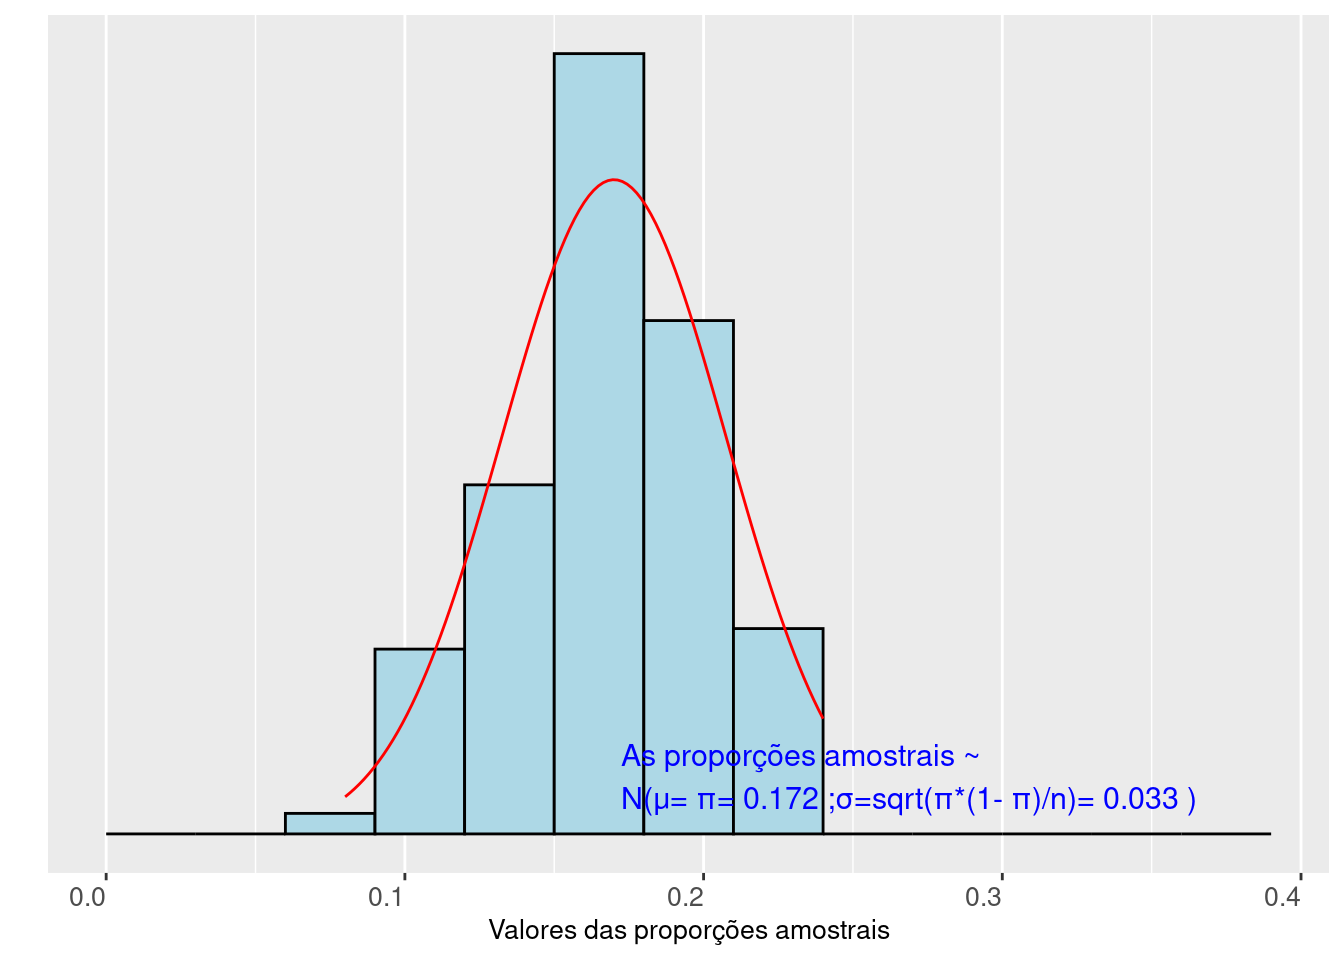 As proporções amostrais ~
N(μ= π= 0.172 ;σ=sqrt(π*(1- π)/n)= 0.033 )
0.0 0.1 0.2 0.3 0.4
Valores das proporções amostrais